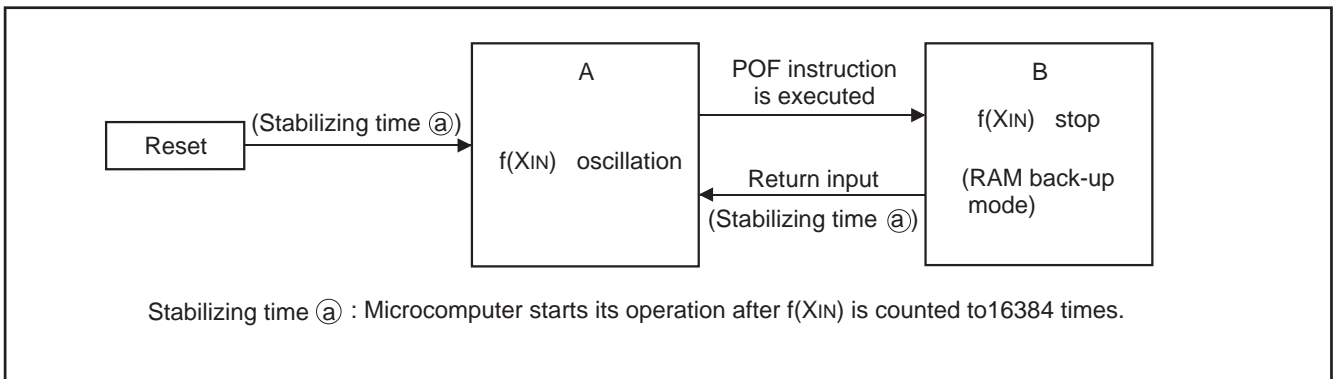 Reset
(Stabilizing time ⓐ)
A
f(XIN) oscillation
POF instruction
is executed
Return input
(Stabilizing time ⓐ)
B
f(XIN) stop
(RAM back-up
mode)
Stabilizing time ⓐ : Microcomputer starts its operation after f(XIN) is counted to16384 times.